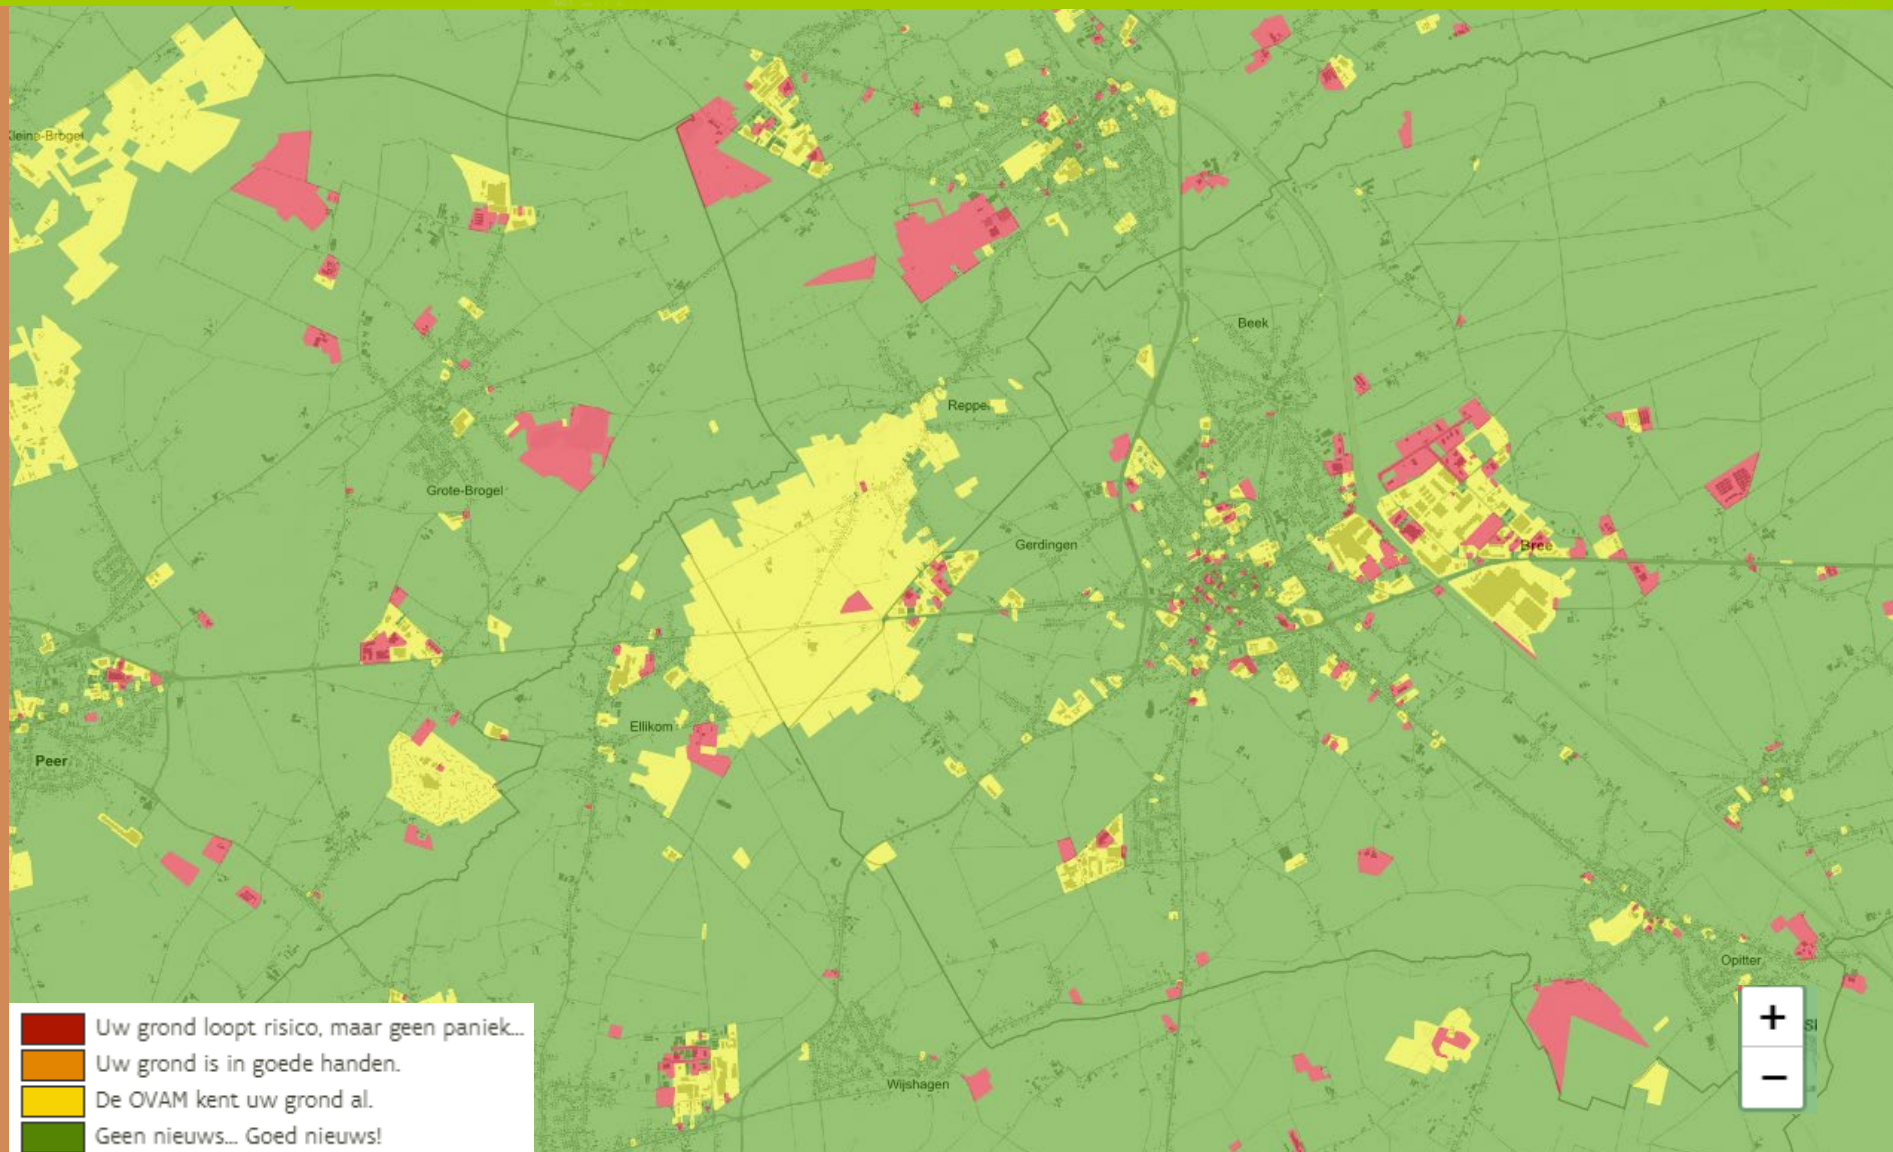 Kleine-Brogel
Beek
Reppel
Grote-Brogel
Gerdingen
Bree
Ellikom
Peer
Opitter
Wijshagen
+
−
Uw grond loopt risico, maar geen paniek...
Uw grond is in goede handen.
De OVAM kent uw grond al.
Geen nieuws... Goed nieuws!